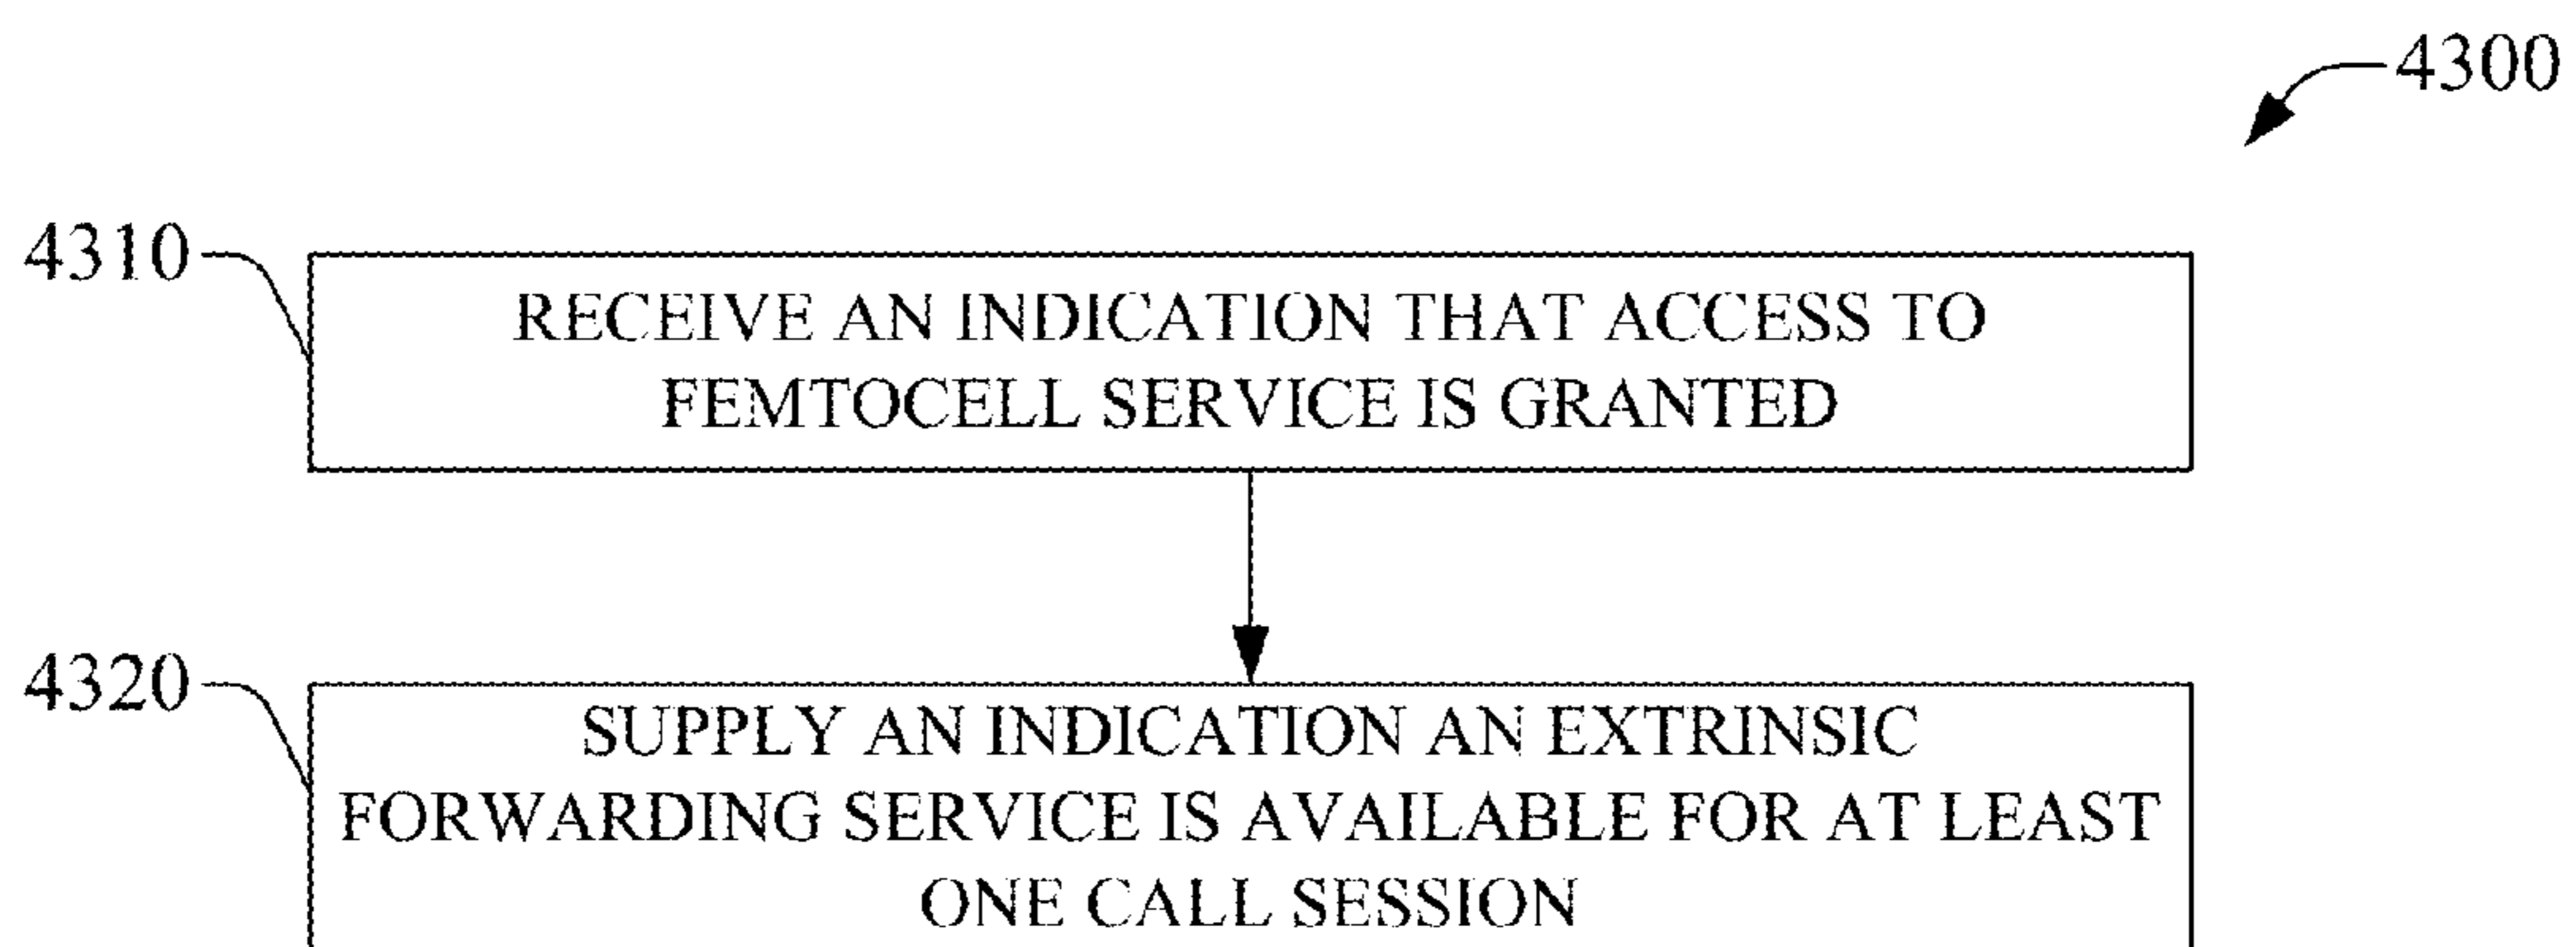 4300
4310
RECEIVE AN INDICATION THAT ACCESS TO
FEMTOCELL SERVICE IS GRANTED
4320
SUPPLY AN INDICATION AN EXTRINSIC
FORWARDING SERVICE IS AVAILABLE FOR AT LEAST
ONE CALL SESSION